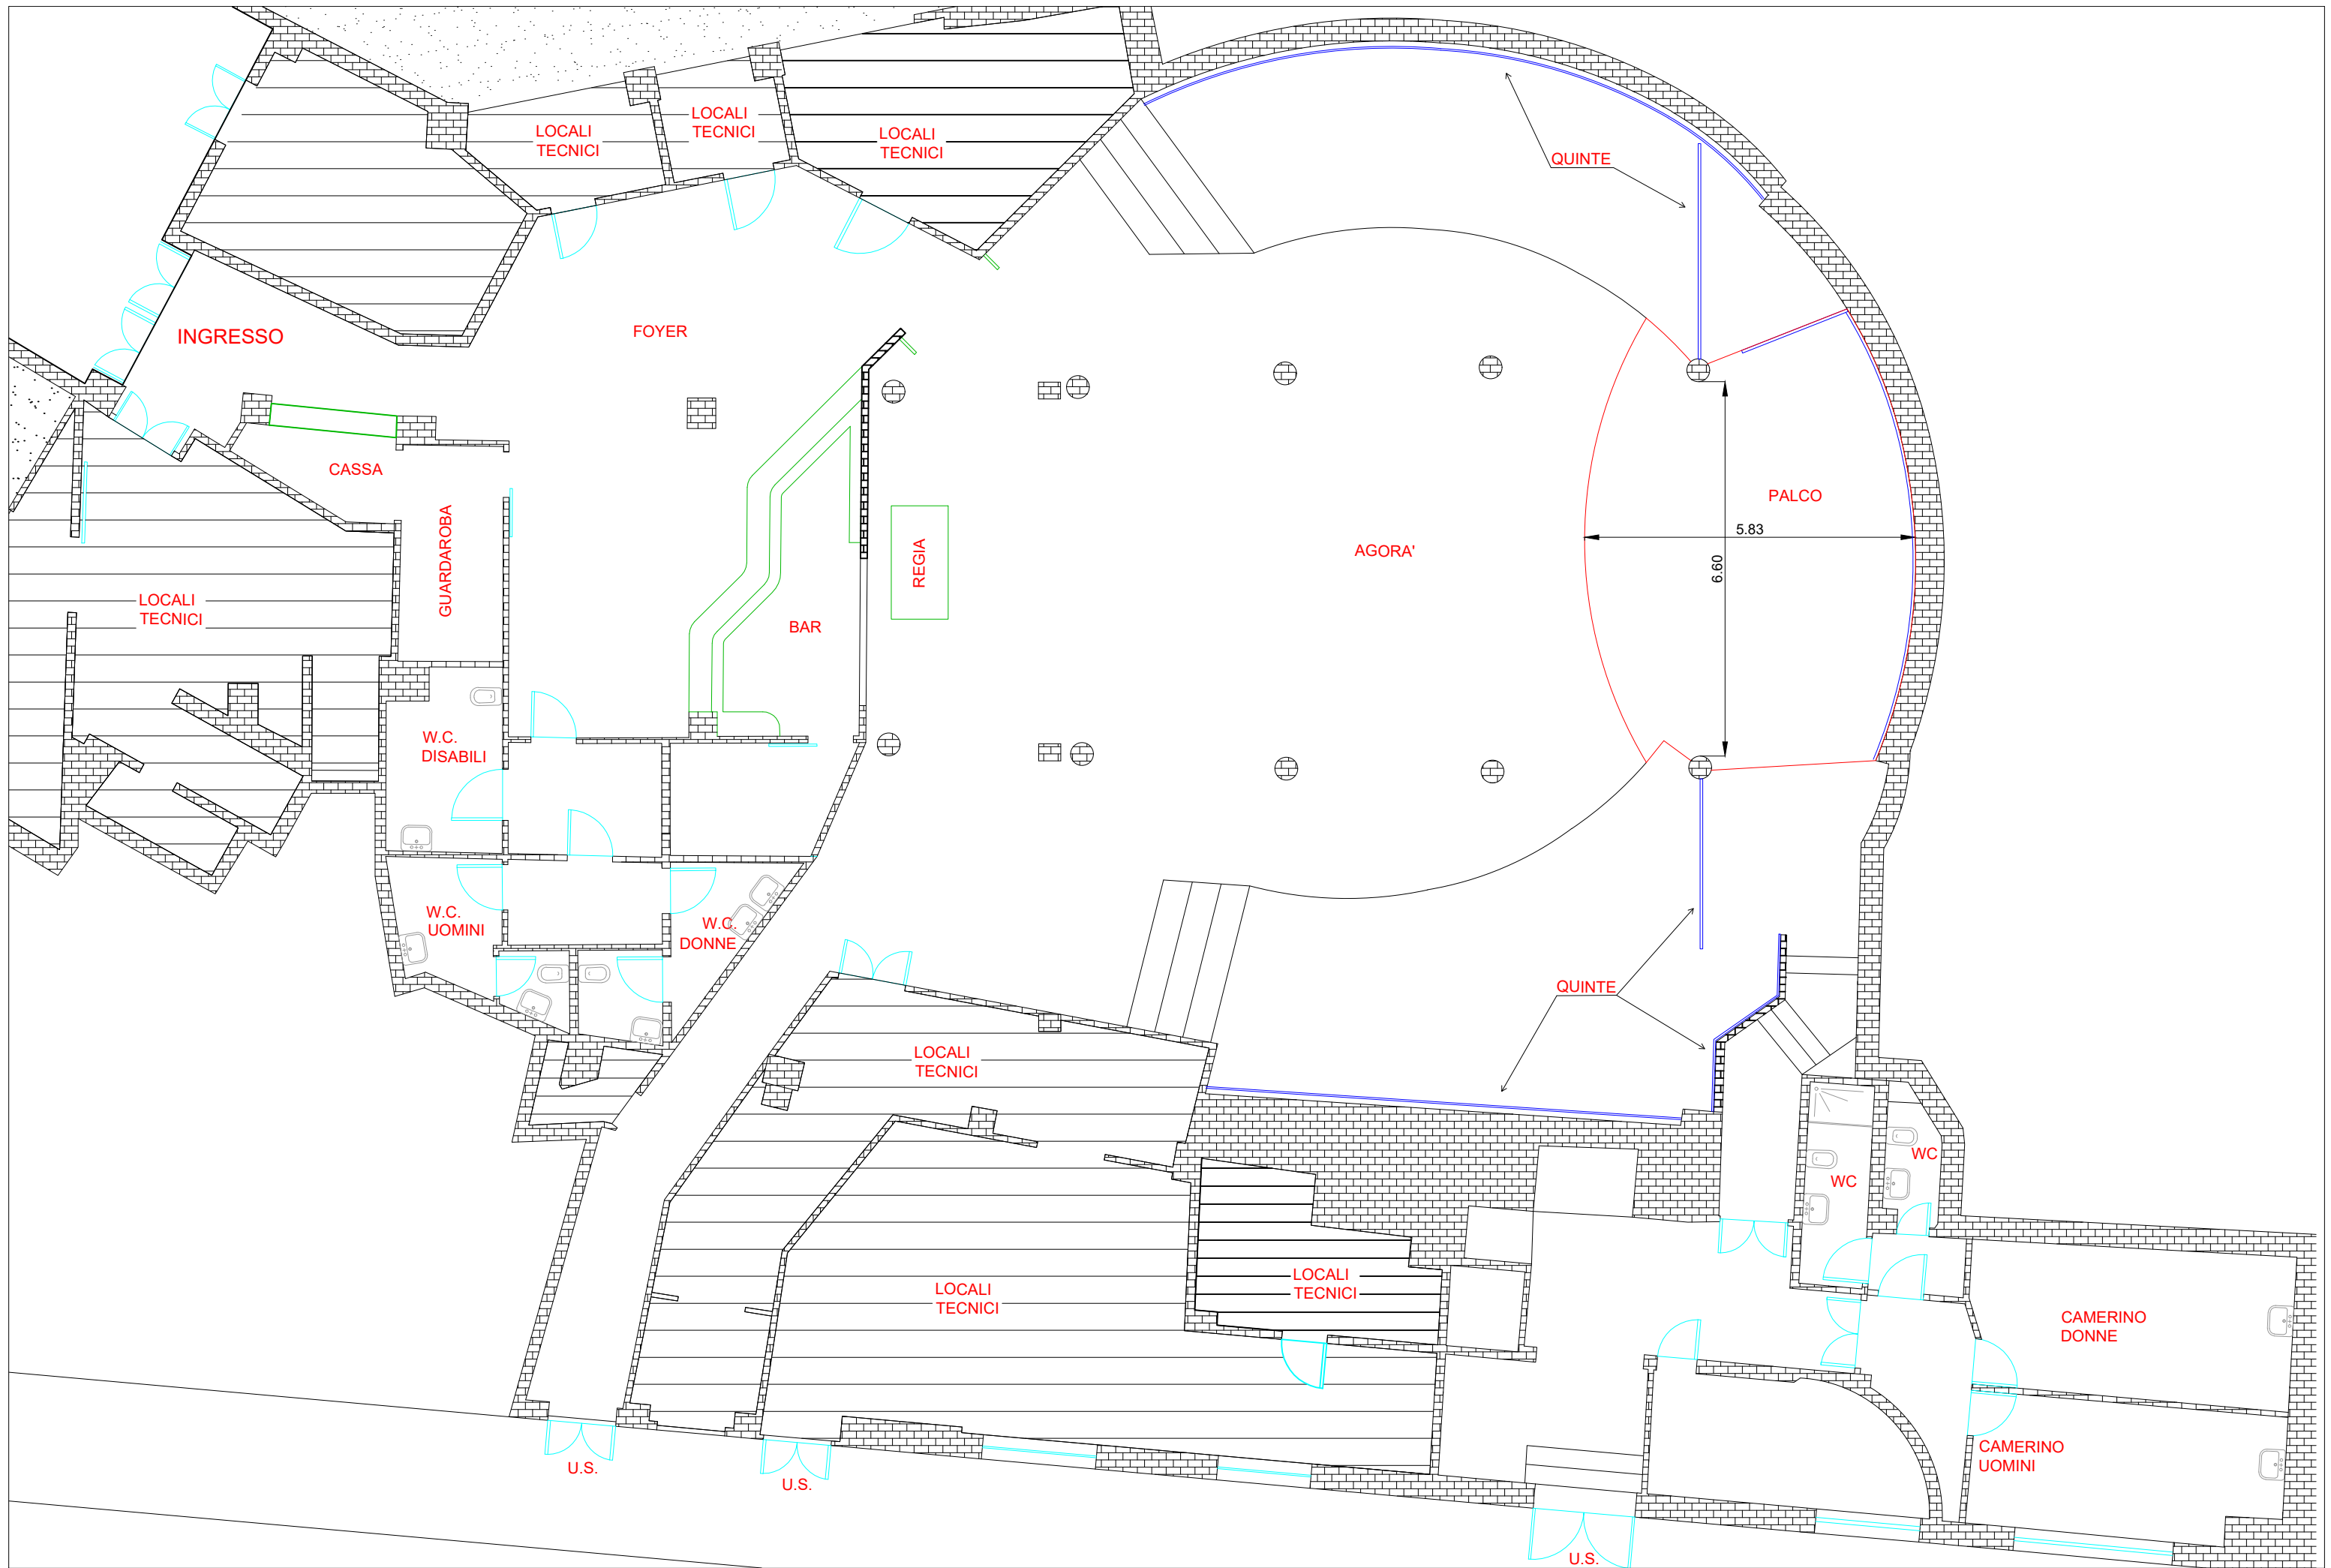 LOCALI
TECNICI
LOCALI
TECNICI
LOCALI
TECNICI
QUINTE
INGRESSO
FOYER
CASSA
GUARDAROBA
PALCO
5.83
6.60
AGORA'
REGIA
BAR
LOCALI
TECNICI
W.C.
DISABILI
W.C.
UOMINI
W.C.
DONNE
QUINTE
LOCALI
TECNICI
WC
WC
LOCALI
TECNICI
LOCALI
TECNICI
CAMERINO
DONNE
CAMERINO
UOMINI
U.S.
U.S.
U.S.